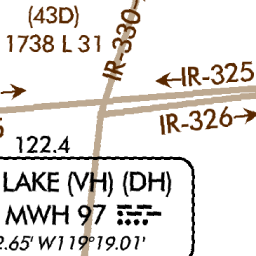 (43D)
1738 L 31
IR-330
IR-325
IR-326
122.4
LAKE (VH) (DH)
MWH 97
2.65' W119°19.01'